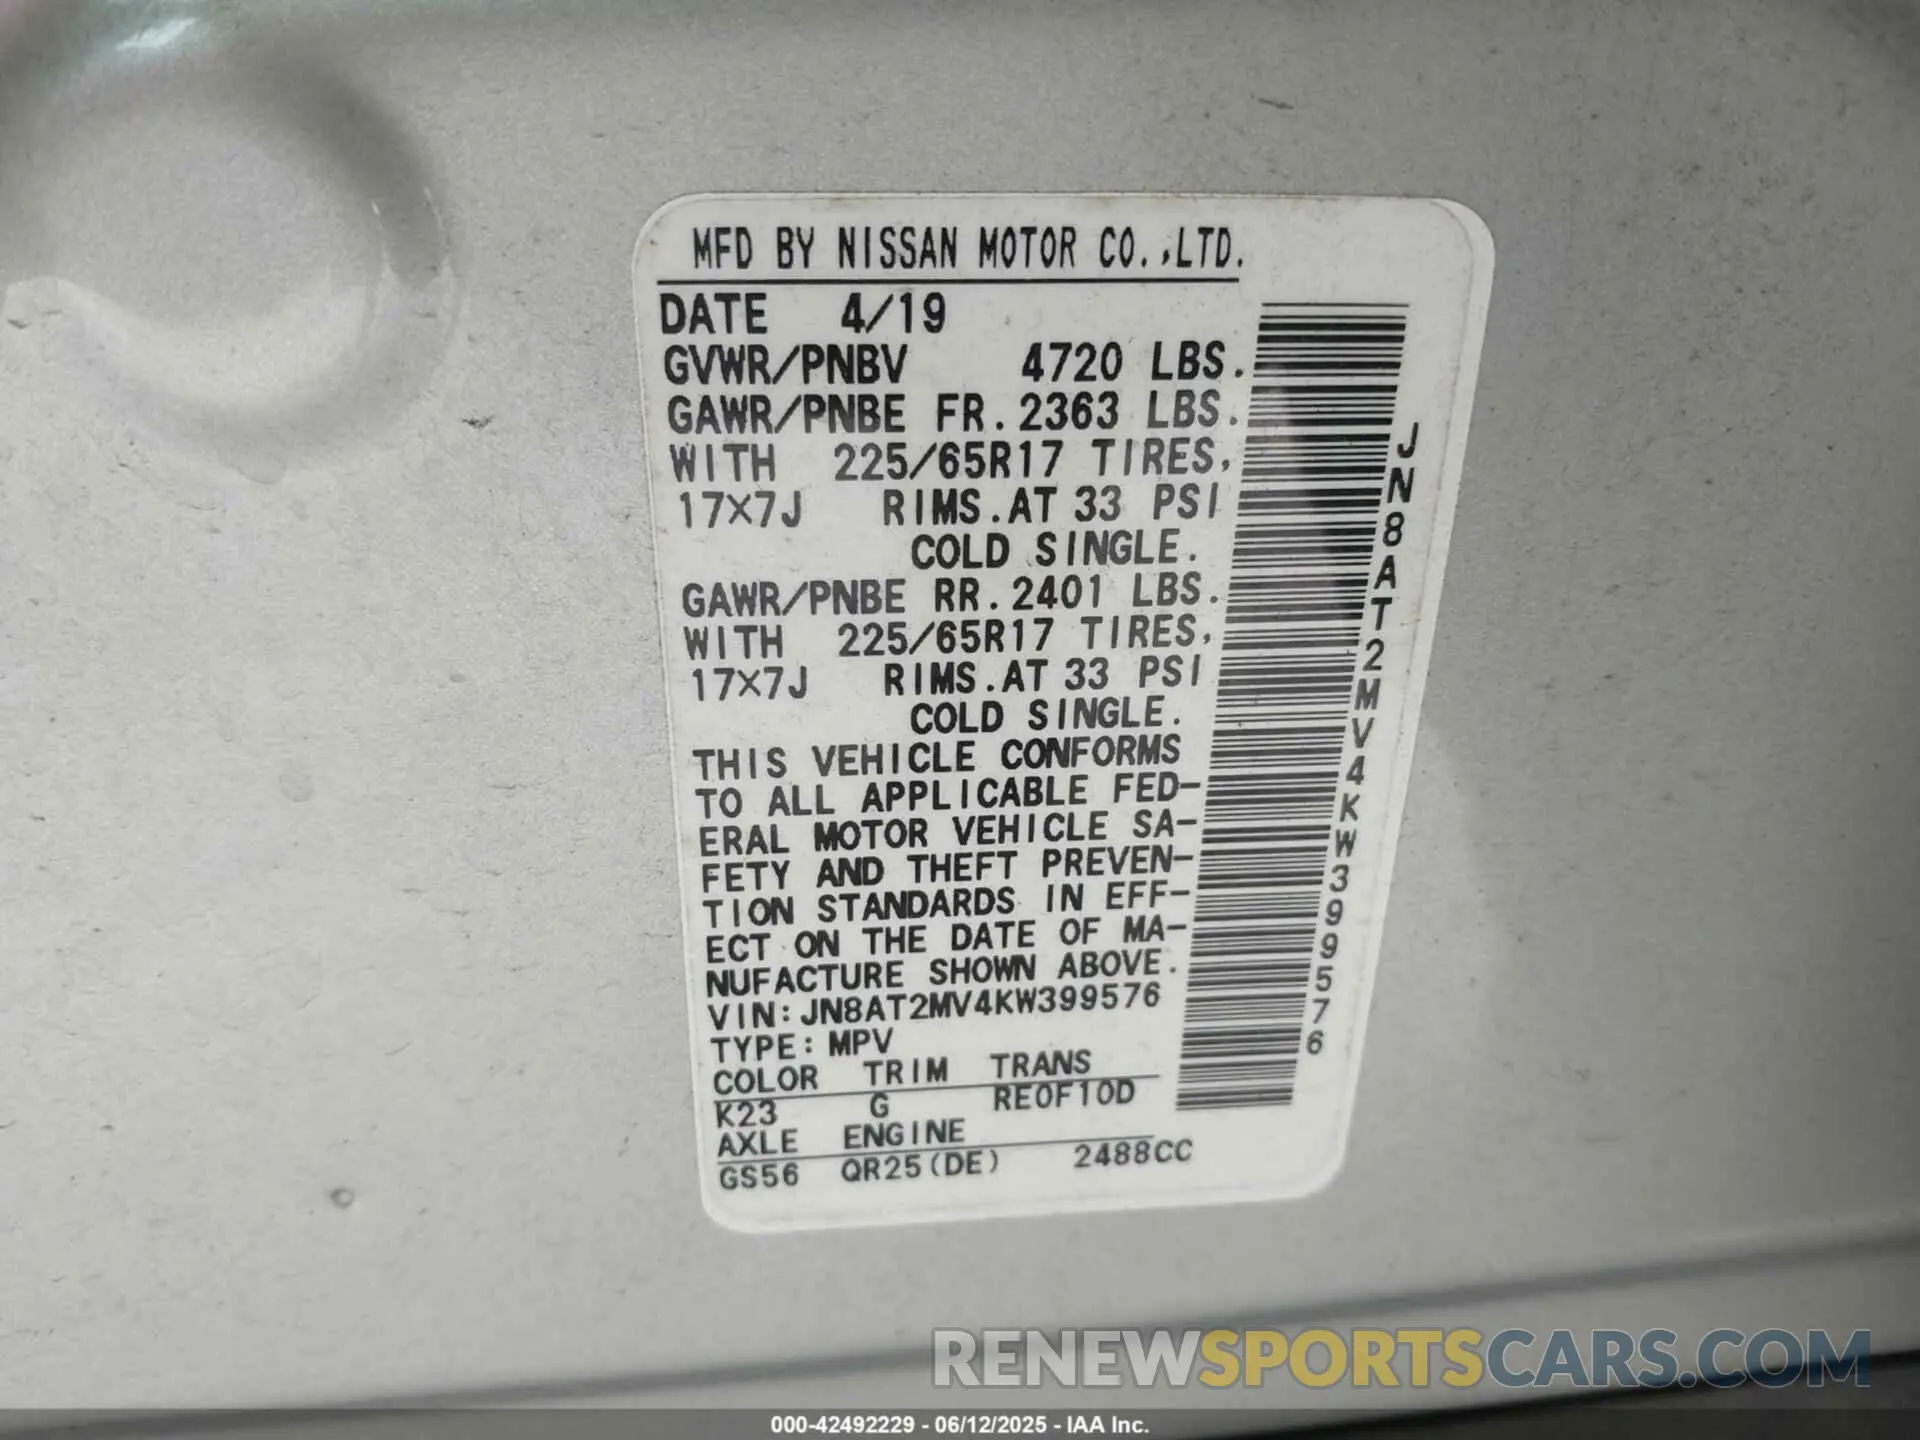 MFD BY NISSAN MOTOR CO.,LTD.
DATE 4/19
GVWR/PNBV 4720 LBS.
GAWR/PNBE FR. 2363 LBS.
WITH 225/65R17 TIRES,
17X7J RIMS. AT 33 PSI
COLD SINGLE.
GAWR/PNBE RR. 2401 LBS.
WITH 225/65R17 TIRES,
17X7J RIMS. AT 33 PSI
COLD SINGLE.
THIS VEHICLE CONFORMS
TO ALL APPLICABLE FED-
ERAL MOTOR VEHICLE SA-
FETY AND THEFT PREVEN-
TION STANDARDS IN EFF-
ECT ON THE DATE OF MA-
NUFACTURE SHOWN ABOVE.
VIN: JN8AT2MV4KW399576
TYPE: MPV
COLOR TRIM TRANS
K23 G RE0F10D
AXLE ENGINE
GS56 QR25(DE) 2488CC
JN8AT2MV4KW399576
RENEWSPORTSCARS.COM
000-42492229 - 06/12/2025 - IAA Inc.